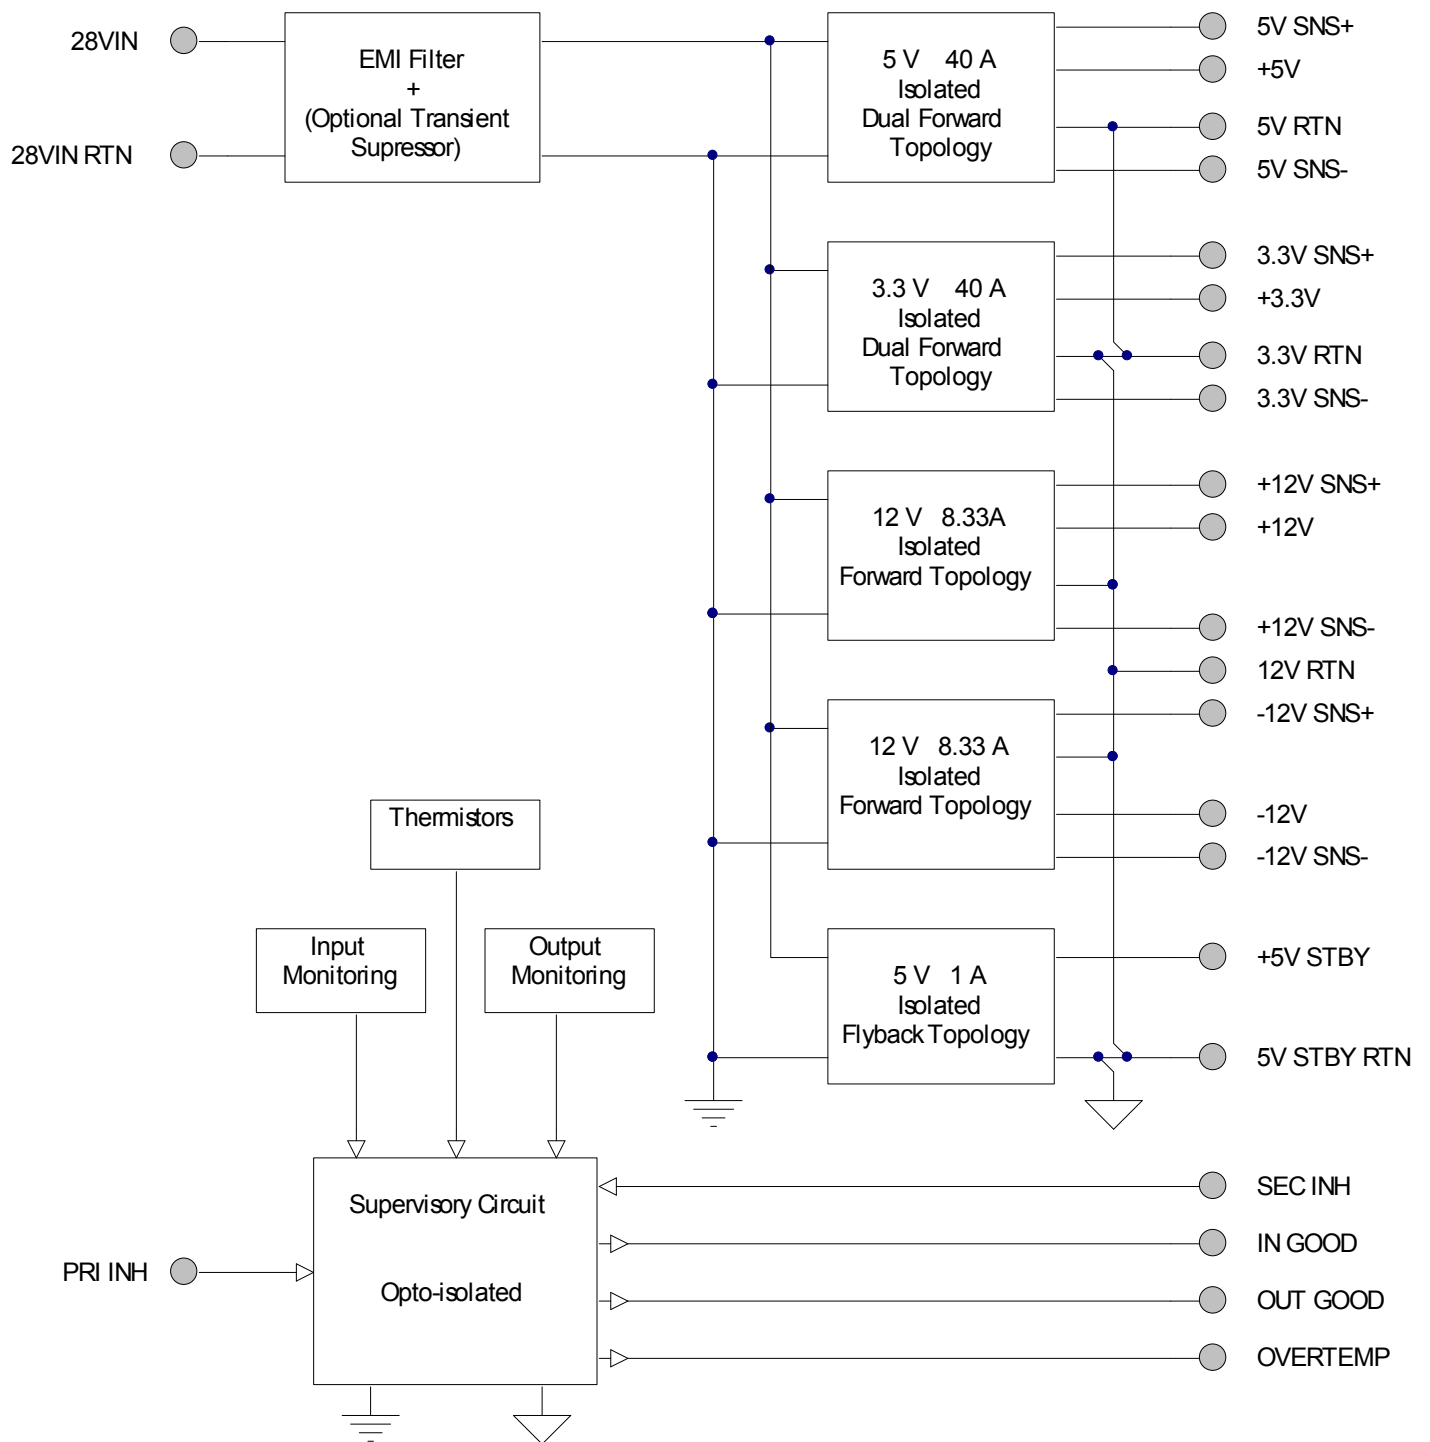 28VIN
28VIN RTN
EMI Filter
+
(Optional Transient
Supressor)
5 V 40 A
Isolated
Dual Forward
Topology
5V SNS+
+5V
5V RTN
5V SNS-
3.3 V 40 A
Isolated
Dual Forward
Topology
3.3V SNS+
+3.3V
3.3V RTN
3.3V SNS-
12 V 8.33A
Isolated
Forward Topology
+12V SNS+
+12V
+12V SNS-
12V RTN
12 V 8.33 A
Isolated
Forward Topology
-12V SNS+
-12V
-12V SNS-
Thermistors
Input
Monitoring
Output
Monitoring
5 V 1 A
Isolated
Flyback Topology
+5V STBY
5V STBY RTN
PRI INH
Supervisory Circuit
Opto-isolated
SEC INH
IN GOOD
OUT GOOD
OVERTEMP